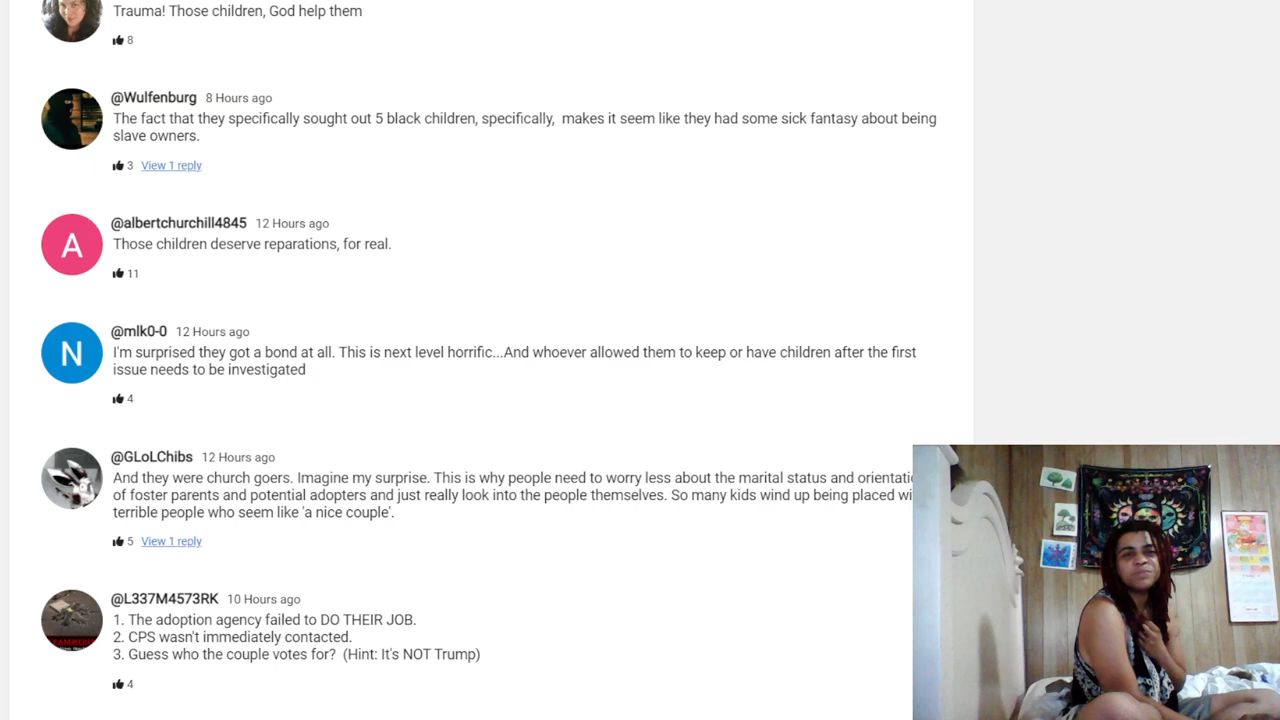 Trauma! Those children, God help them
8
@Wulfenburg 8 Hours ago
The fact that they specifically sought out 5 black children, specifically,  makes it seem like they had some sick fantasy about being
slave owners.
3 View 1 reply
A
@albertchurchill4845 12 Hours ago
Those children deserve reparations, for real.
11
N
@mlk0-0 12 Hours ago
I'm surprised they got a bond at all. This is next level horrific...And whoever allowed them to keep or have children after the first
issue needs to be investigated
4
@GLoLChibs 12 Hours ago
And they were church goers. Imagine my surprise. This is why people need to worry less about the marital status and
of foster parents and potential adopters and just really look into the people themselves. So many kids wind up being placed
terrible people who seem like 'a nice couple'.
5 View 1 reply
@L337M4573RK 10 Hours ago
1. The adoption agency failed to DO THEIR JOB.
2. CPS wasn't immediately contacted.
3. Guess who the couple votes for?  (Hint: It's NOT Trump)
4